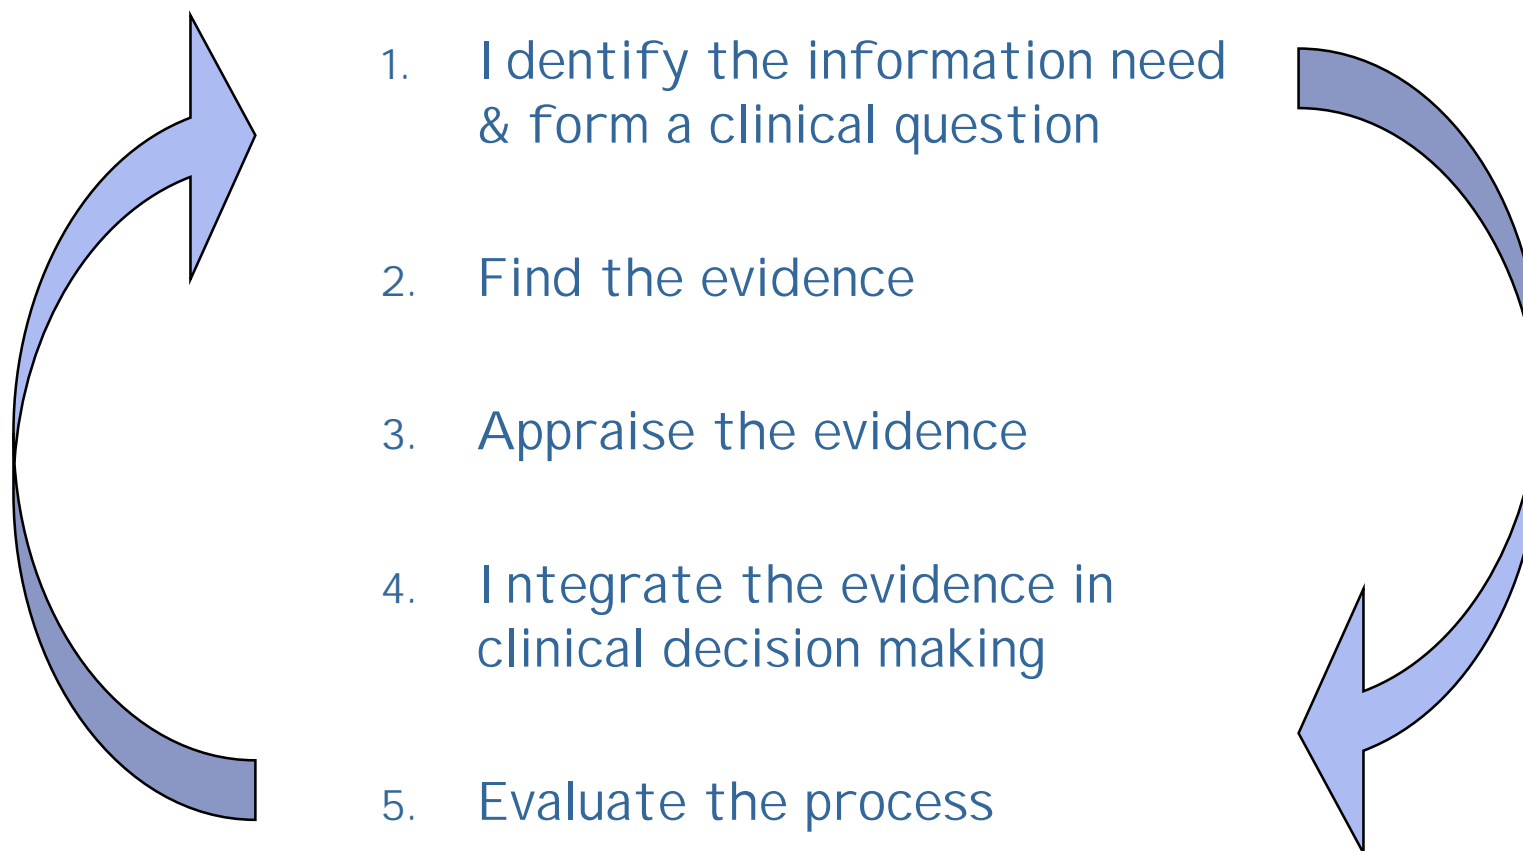 1. Identify the information need
& form a clinical question
2. Find the evidence
3. Appraise the evidence
4. Integrate the evidence in
clinical decision making
5. Evaluate the process